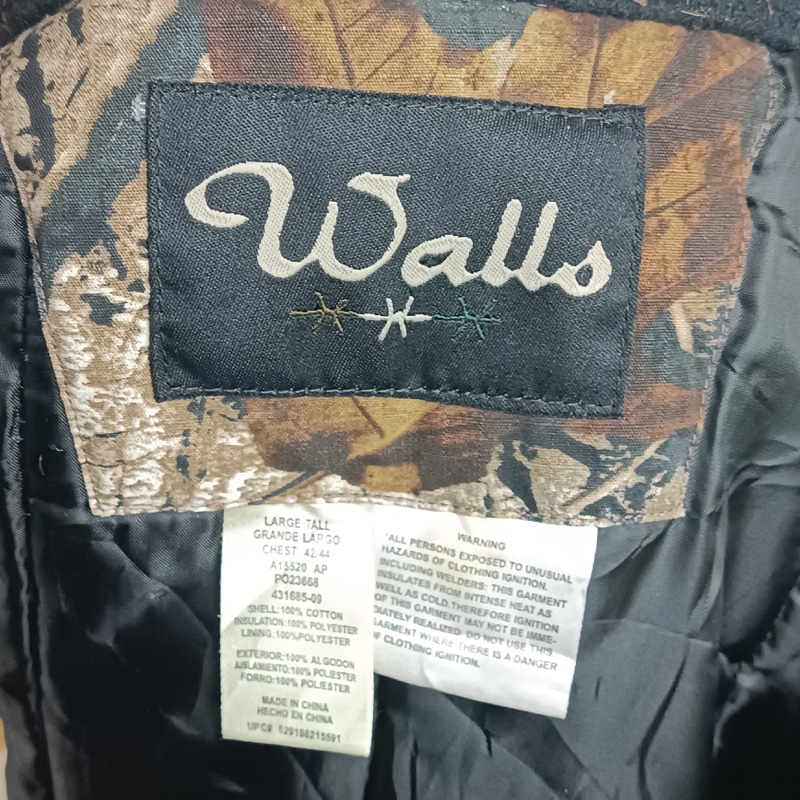 Walls
LARGE TALL
GRANDE LARGO
CHEST 42/44
A15520 AP
PO23668
431685-09
SHELL:100% COTTON
INSULATION:100% POLYESTER
LINING:100%POLYESTER
EXTERIOR:100% ALGODON
AISLAMIENTO:100% POLIESTER
FORRO:100% POLIESTER
MADE IN CHINA
HECHO EN CHINA
UPC# 029198215591
WARNING
*ALL PERSONS EXPOSED TO UNUSUAL
HAZARDS OF CLOTHING IGNITION.
INCLUDING WELDERS: THIS GARMENT
INSULATES FROM INTENSE HEAT AS
WELL AS COLD.THEREFORE IGNITION
OF THIS GARMENT MAY NOT BE IMME-
DIATELY REALIZED. DO NOT USE THIS
GARMENT WHERE THERE IS A DANGER
OF CLOTHING IGNITION.